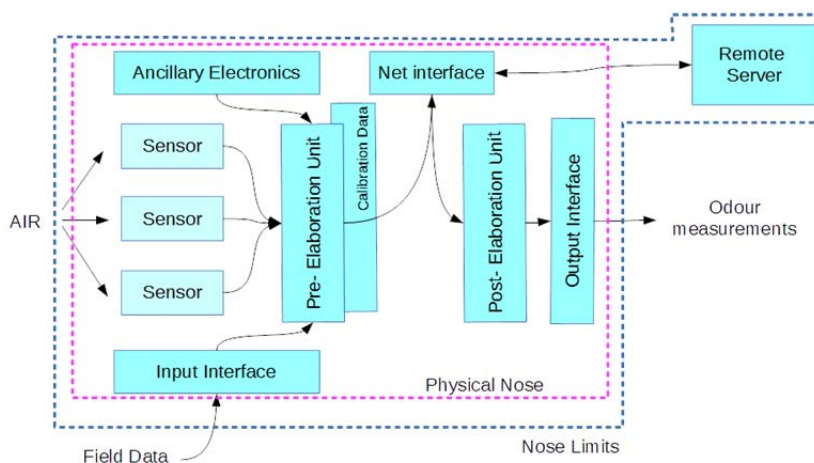 Ancillary Electronics
Net interface
Remote
Server
Sensor
Sensor
Sensor
AIR
Pre- Elaboration Unit
Calibration Data
Post- Elaboration Unit
Output Interface
Odour
measurements
Input Interface
Physical Nose
Field Data
Nose Limits